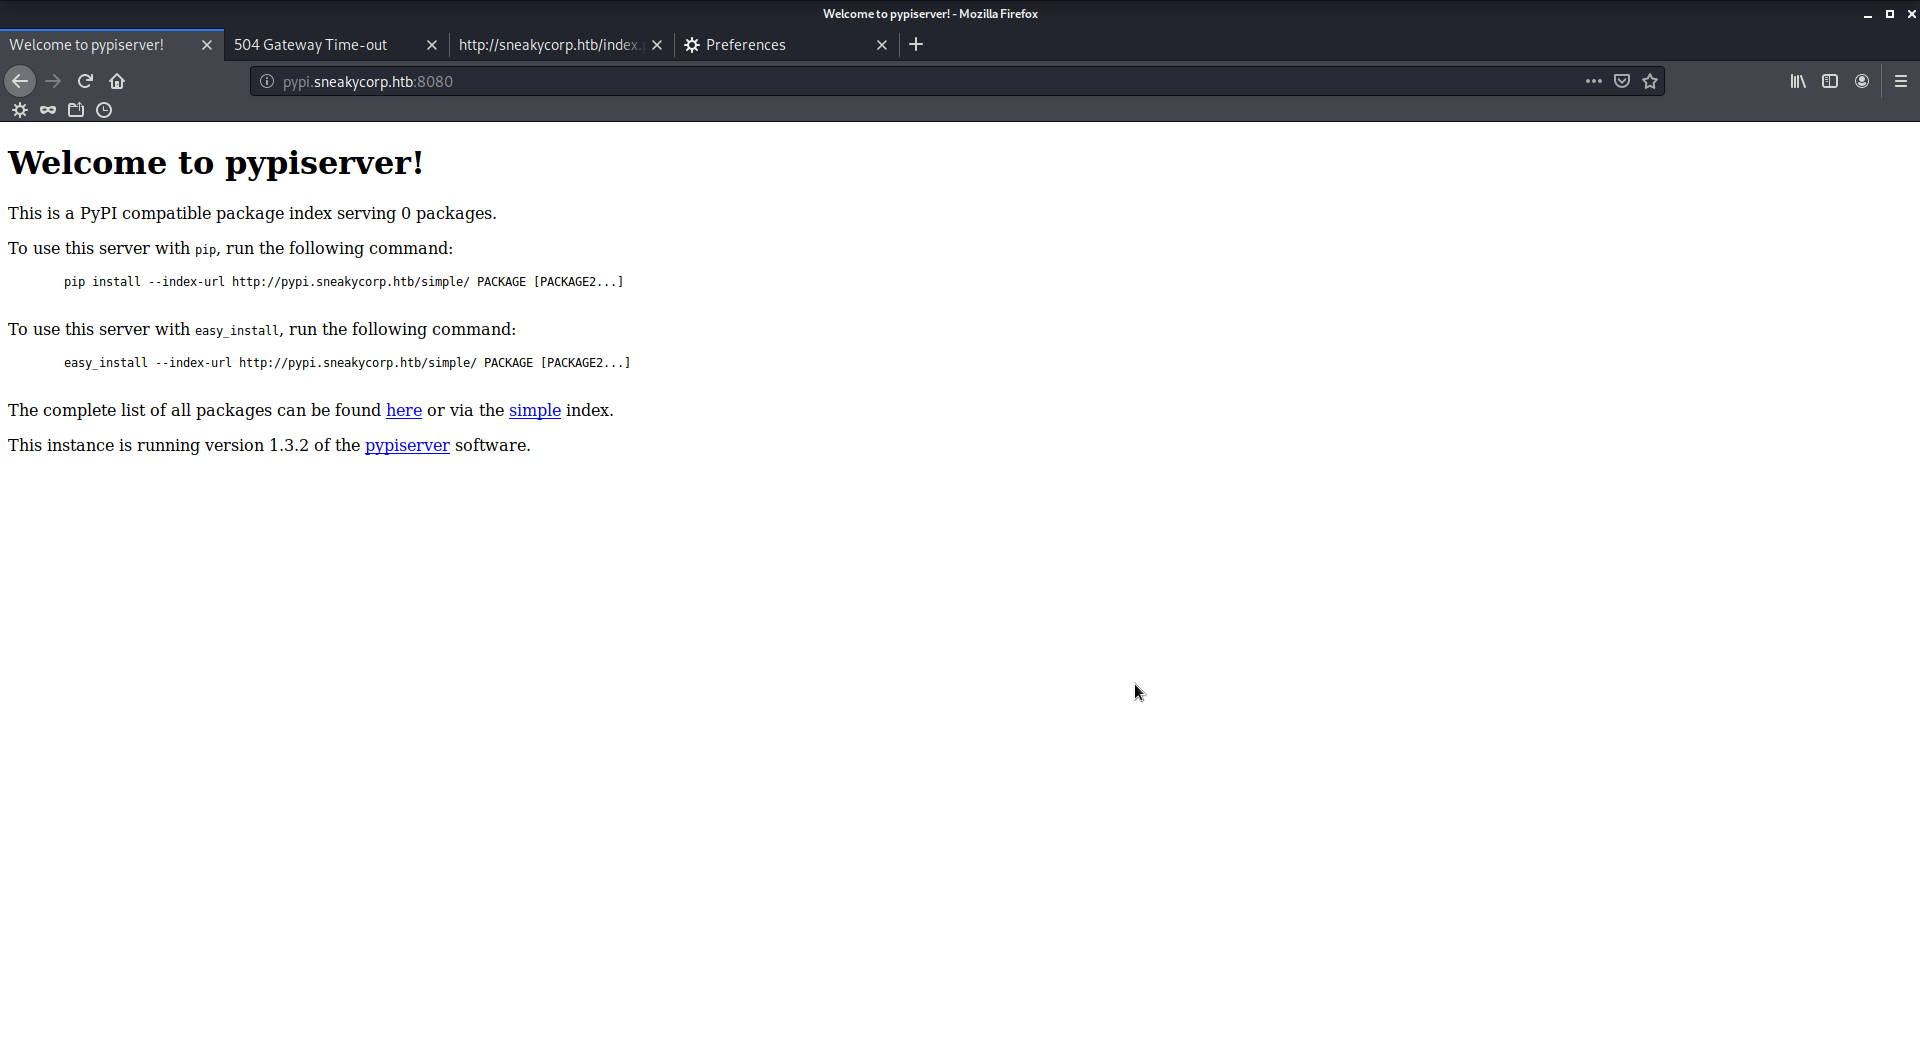 Welcome to pypiserver! - Mozilla Firefox
Welcome to pypiserver! 504 Gateway Time-out http://sneakycorp.htb/index. Preferences
pypi.sneakycorp.htb:8080
Welcome to pypiserver!
This is a PyPI compatible package index serving 0 packages.
To use this server with pip, run the following command:
pip install --index-url http://pypi.sneakycorp.htb/simple/ PACKAGE [PACKAGE2...]
To use this server with easy_install, run the following command:
easy_install --index-url http://pypi.sneakycorp.htb/simple/ PACKAGE [PACKAGE2...]
The complete list of all packages can be found here or via the simple index.
This instance is running version 1.3.2 of the pypiserver software.